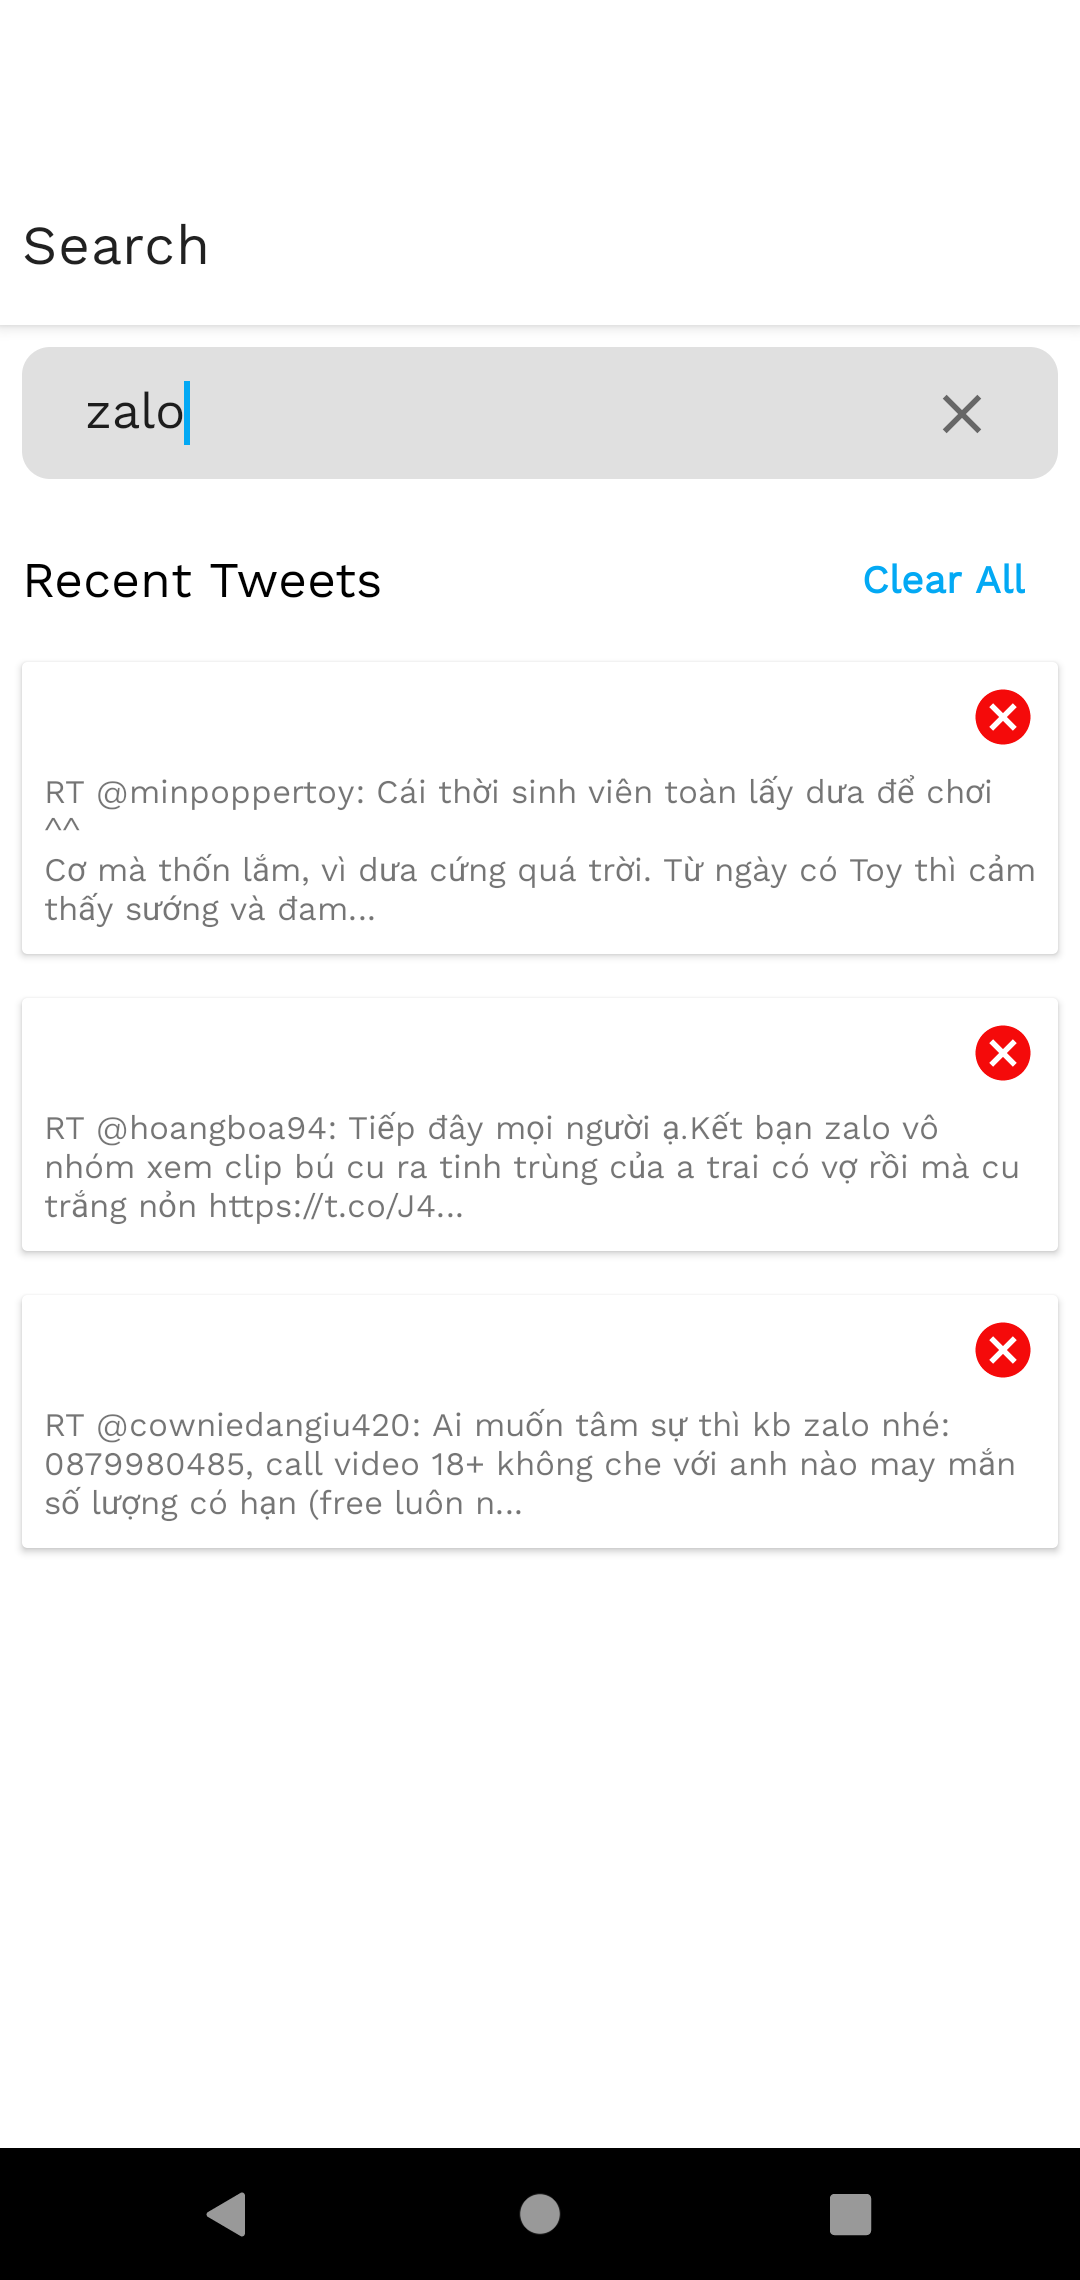 Search
zalo
Recent Tweets
Clear All
RT @minpoppertoy: Cái thời sinh viên toàn lấy dưa để chơi
^^
Cơ mà thốn lắm, vì dưa cứng quá trời. Từ ngày có Toy thì cảm
thấy sướng và đam...
RT @hoangboa94: Tiếp đây mọi người ạ.Kết bạn zalo vô
nhóm xem clip bú cu ra tinh trùng của a trai có vợ rồi mà cu
trắng nỏn https://t.co/J4...
RT @cowniedangiu420: Ai muốn tâm sự thì kb zalo nhé:
0879980485, call video 18+ không che với anh nào may mắn
số lượng có hạn (free luôn n...